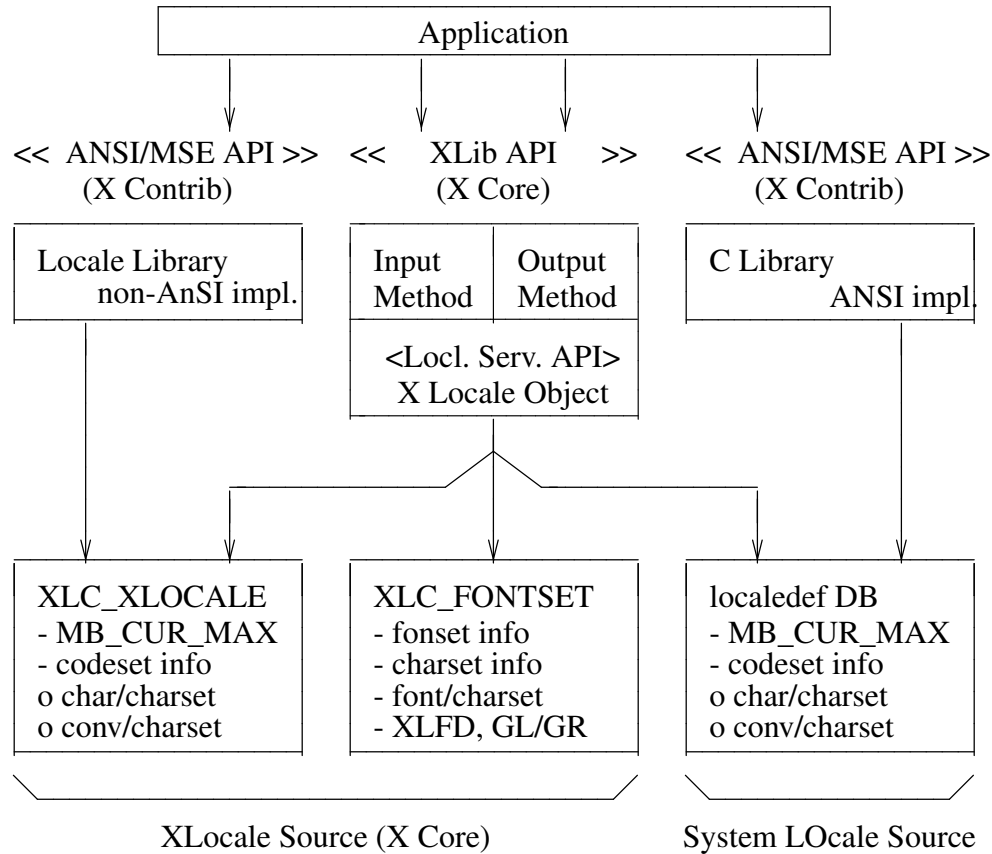 Application
<< ANSI/MSE API >>
(X Contrib)
<< XLib API >>
(X Core)
<< ANSI/MSE API >>
(X Contrib)
Locale Library
non-AnSI impl.
Input
Method
Output
Method
C Library
ANSI impl.
<Locl. Serv. API>
X Locale Object
XLC_XLOCALE
- MB_CUR_MAX
- codeset info
o char/charset
o conv/charset
XLC_FONTSET
- fonset info
- charset info
- font/charset
- XLFD, GL/GR
localedef DB
- MB_CUR_MAX
- codeset info
o char/charset
o conv/charset
XLocale Source (X Core)
System LOcale Source